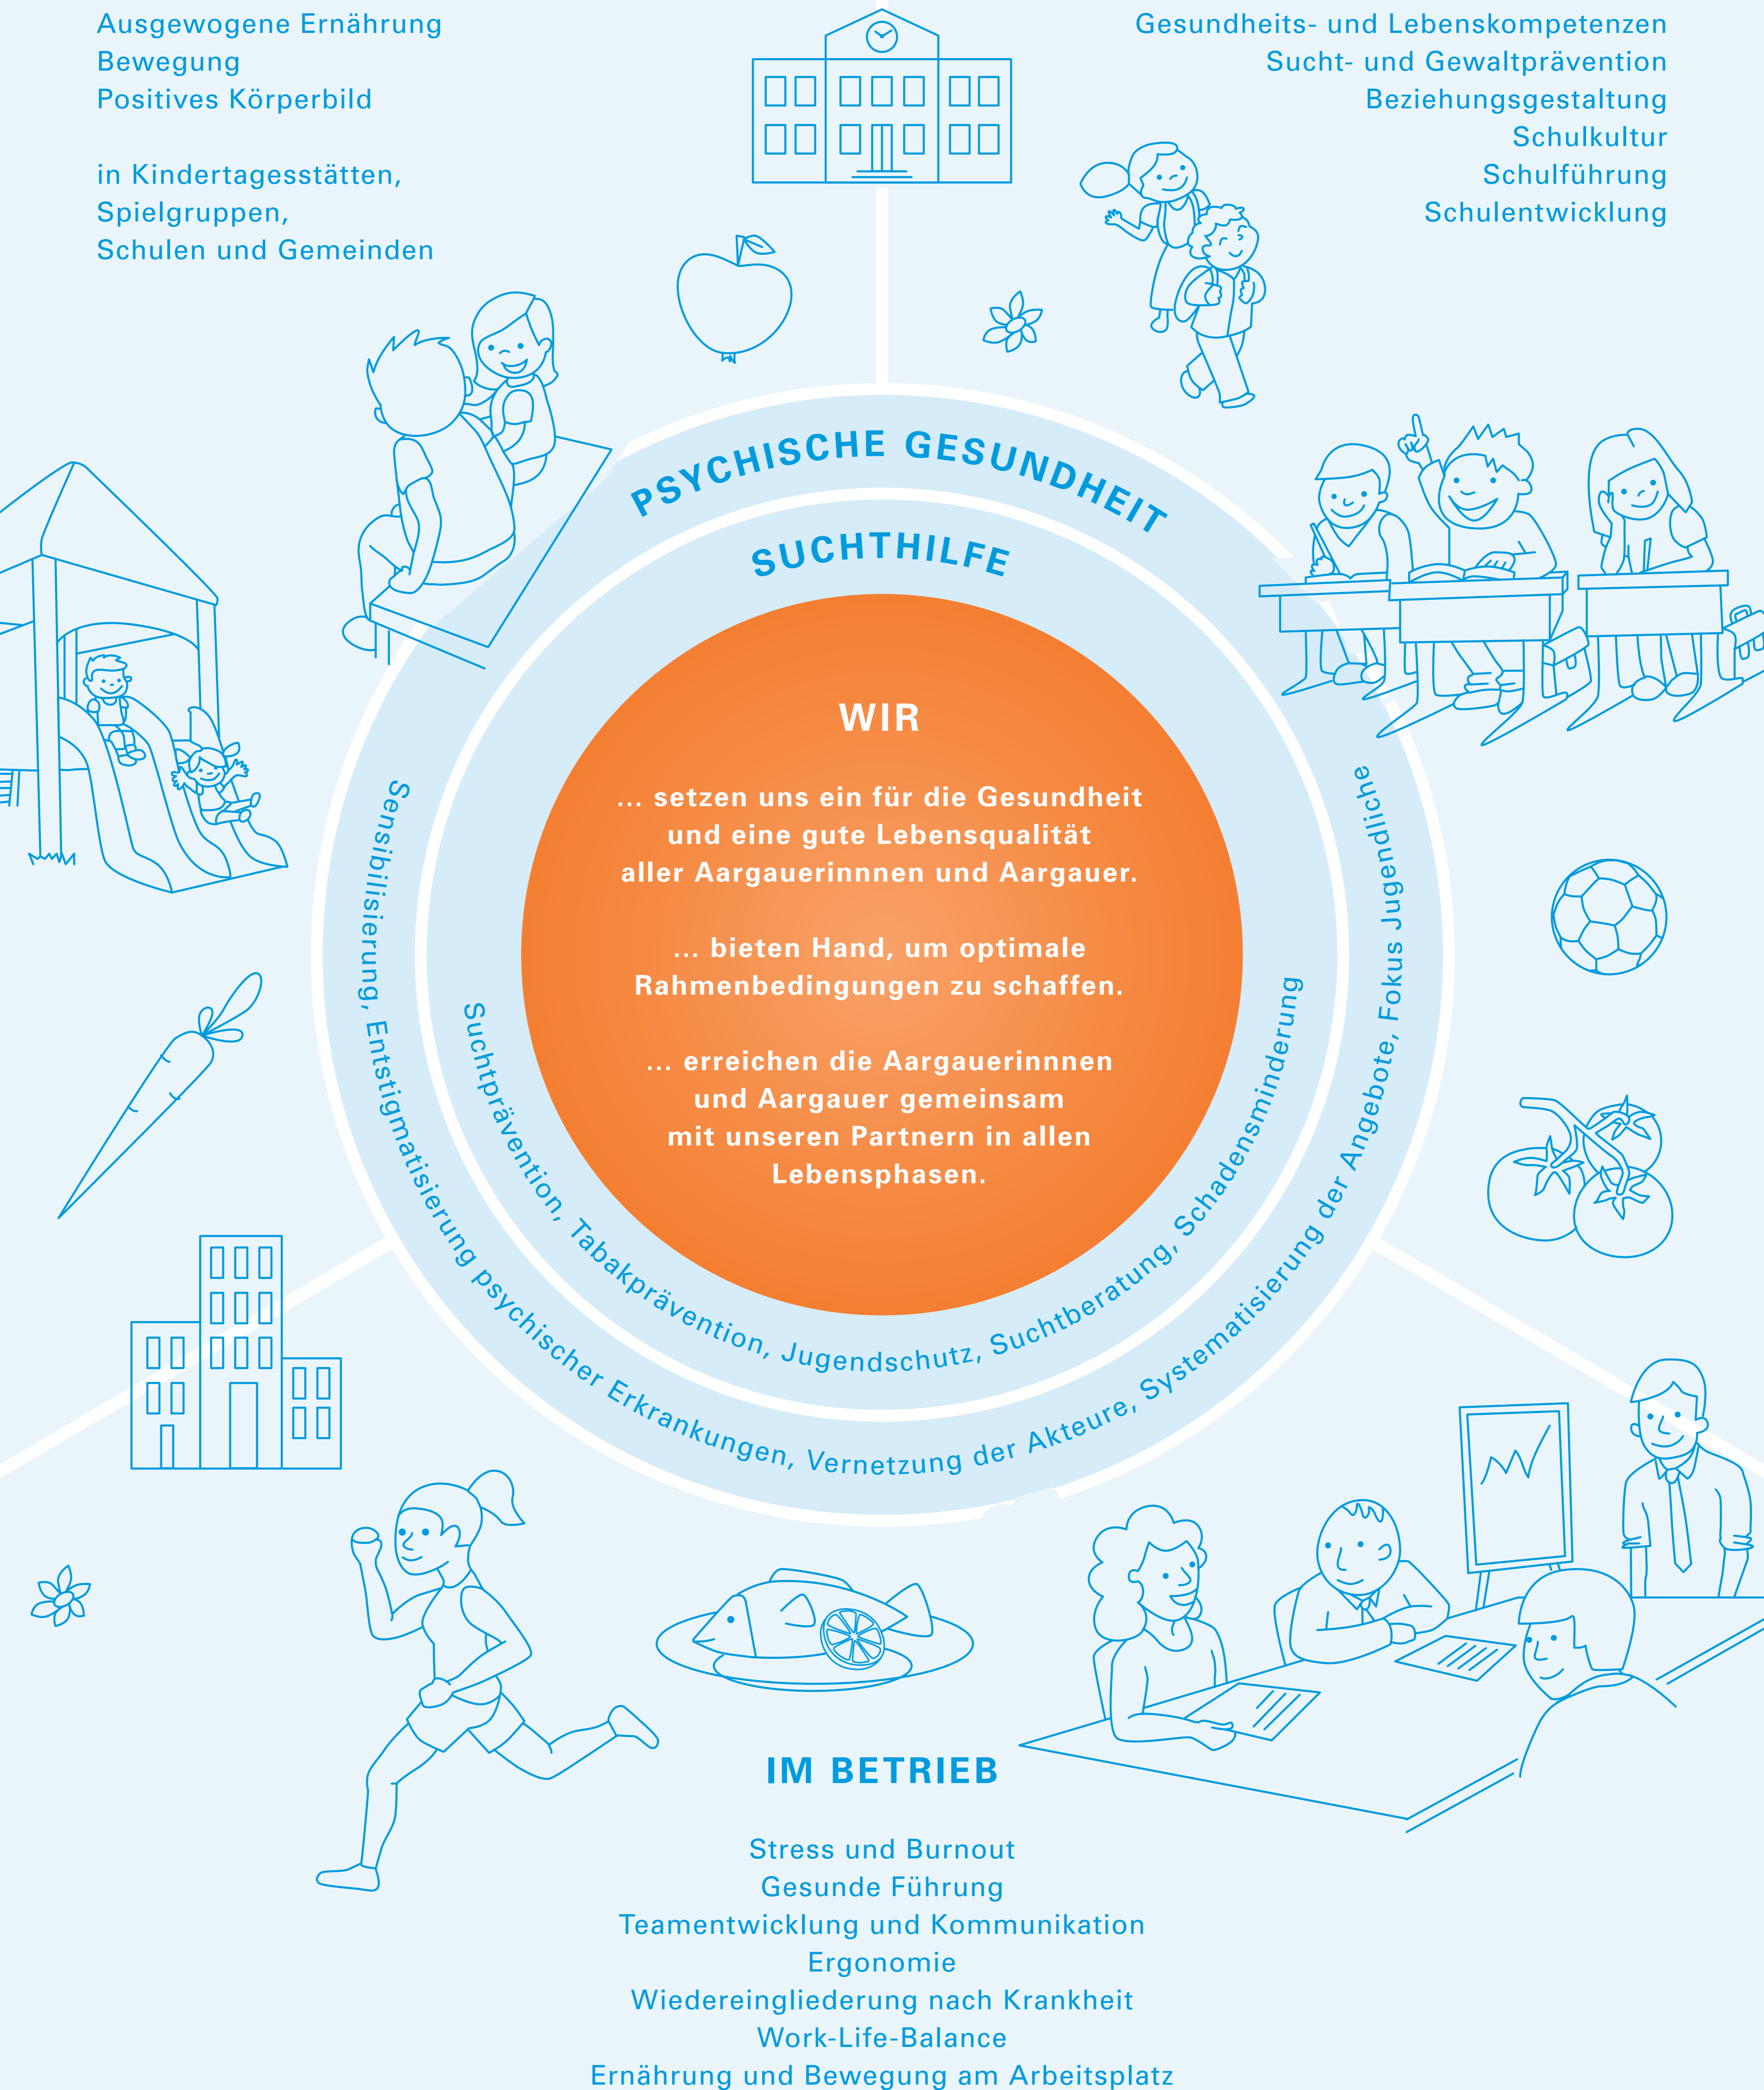 Ausgewogene Ernährung
Bewegung
Positives Körperbild
in Kindertagesstätten,
Spielgruppen,
Schulen und Gemeinden
Gesundheits- und Lebenskompetenzen
Sucht- und Gewaltprävention
Beziehungsgestaltung
Schulkultur
Schulführung
Schulentwicklung
PSYCHISCHE GESUNDHEIT
SUCHTHILFE
WIR
... setzen uns ein für die Gesundheit
und eine gute Lebensqualität
aller Aargauerinnnen und Aargauer.
... bieten Hand, um optimale
Rahmenbedingungen zu schaffen.
... erreichen die Aargauerinnnen
und Aargauer gemeinsam
mit unseren Partnern in allen
Lebensphasen.
Suchtprävention, Tabakprävention, Jugendschutz, Suchtberatung, Schadensminderung
Sensibilisierung, Entstigmatisierung psychischer Erkrankungen, Vernetzung der Akteure, Systematisierung der Angebote, Fokus Jugendliche
IM BETRIEB
Stress und Burnout
Gesunde Führung
Teamentwicklung und Kommunikation
Ergonomie
Wiedereingliederung nach Krankheit
Work-Life-Balance
Ernährung und Bewegung am Arbeitsplatz